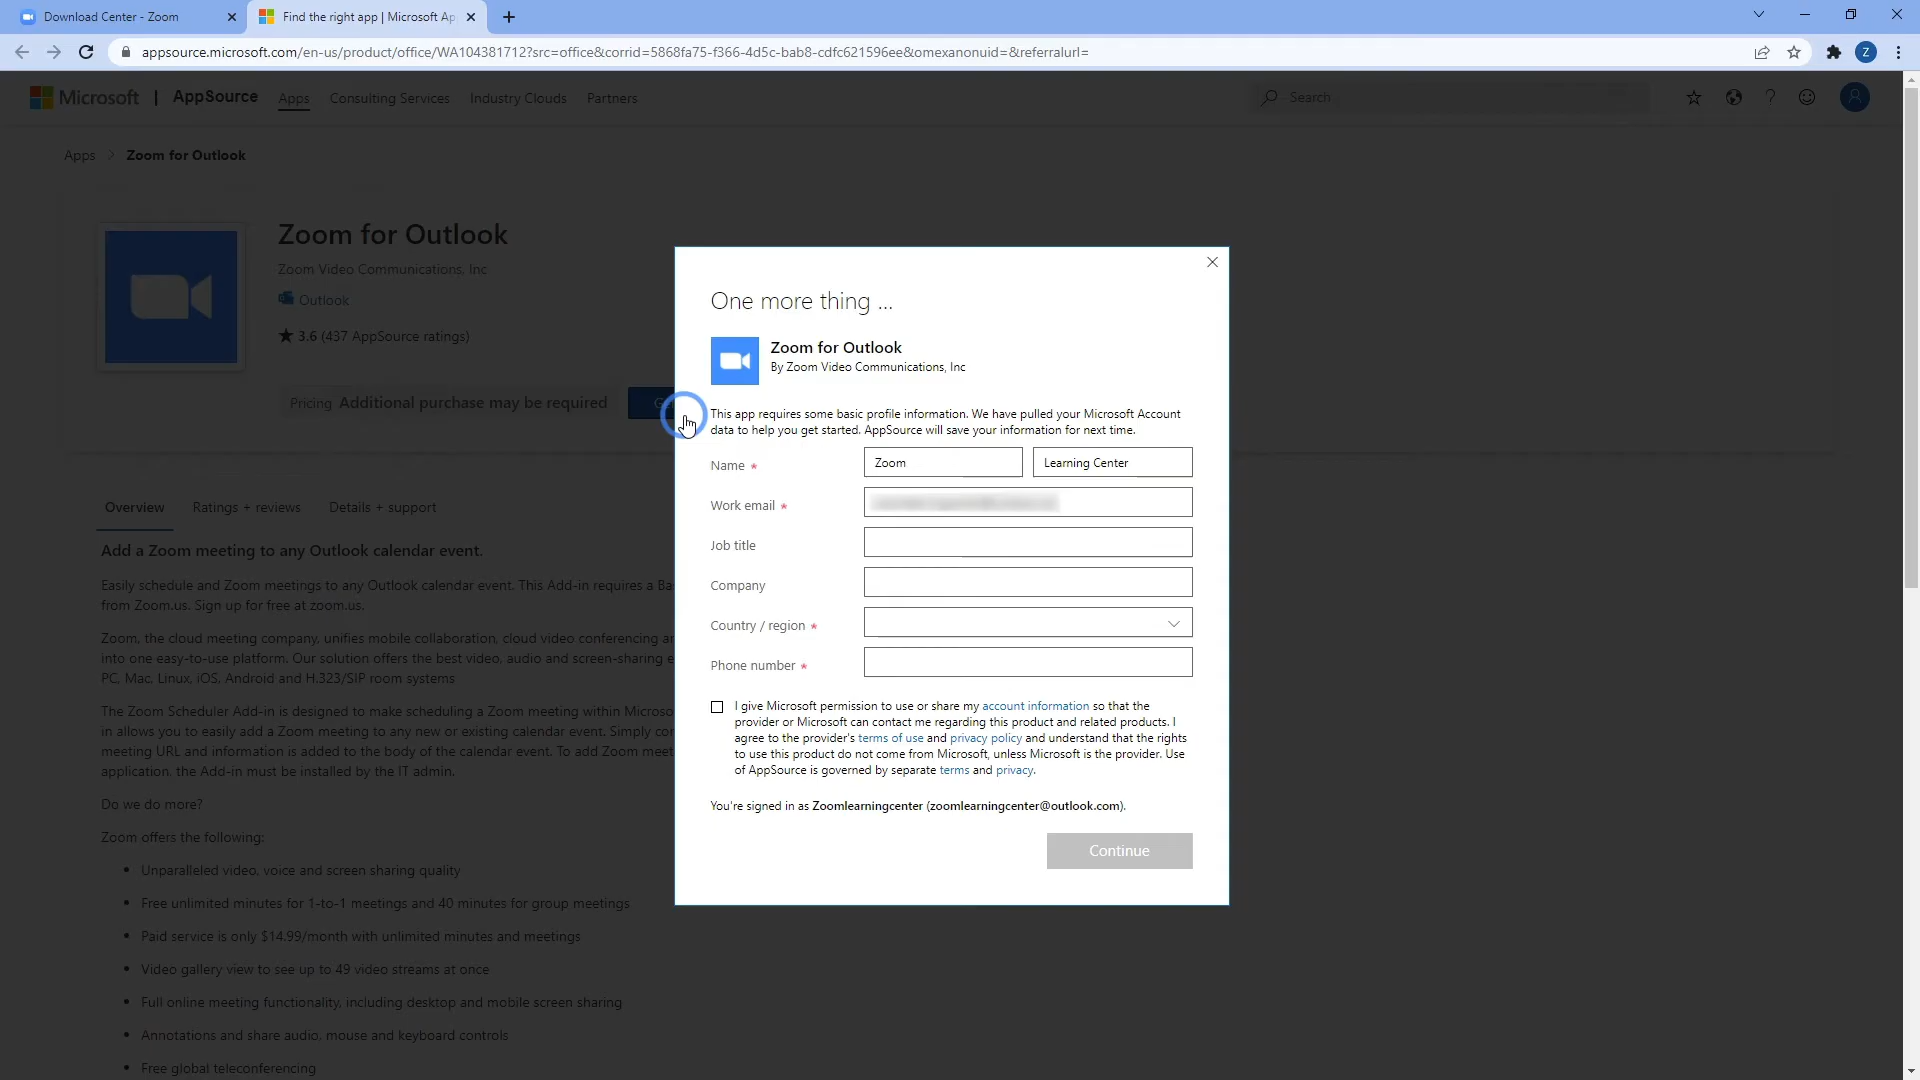 Download Center - Zoom
Find the right app | Microsoft Ap
appsource.microsoft.com/en-us/product/office/WA104381712?src=office&corrid=5868fa75-f366-4d5c-bab8-cdfc621596ee&omexanonuid=&referralurl=
Z
Microsoft | AppSource Apps Consulting Services Industry Clouds Partners
Search
Apps > Zoom for Outlook
Zoom for Outlook
Zoom Video Communications, Inc
Outlook
3.6 (437 AppSource ratings)
Pricing Additional purchase may be required
Overview Ratings + reviews Details + support
Add a Zoom meeting to any Outlook calendar event.
Easily schedule and Zoom meetings to any Outlook calendar event. This Add-in requires a Ba
from Zoom.us. Sign up for free at zoom.us.
Zoom, the cloud meeting company, unifies mobile collaboration, cloud video conferencing an
into one easy-to-use platform. Our solution offers the best video, audio and screen-sharing e
PC, Mac, Linux, iOS, Android and H.323/SIP room systems
The Zoom Scheduler Add-in is designed to make scheduling a Zoom meeting within Microso
in allows you to easily add a Zoom meeting to any new or existing calendar event. Simply con
meeting URL and information is added to the body of the calendar event. To add Zoom meet
application, the Add-in must be installed by the IT admin.
Do we do more?
Zoom offers the following:
• Unparalleled video, voice and screen sharing quality
• Free unlimited minutes for 1-to-1 meetings and 40 minutes for group meetings
• Paid service is only $14.99/month with unlimited minutes and meetings
• Video gallery view to see up to 49 video streams at once
• Full online meeting functionality, including desktop and mobile screen sharing
• Annotations and share audio, mouse and keyboard controls
• Free global teleconferencing
One more thing ...
Zoom for Outlook
By Zoom Video Communications, Inc
This app requires some basic profile information. We have pulled your Microsoft Account
data to help you get started. AppSource will save your information for next time.
Name * Zoom Learning Center
Work email *
Job title
Company
Country / region *
Phone number *
I give Microsoft permission to use or share my account information so that the
provider or Microsoft can contact me regarding this product and related products. I
agree to the provider's terms of use and privacy policy and understand that the rights
to use this product do not come from Microsoft, unless Microsoft is the provider. Use
of AppSource is governed by separate terms and privacy.
You're signed in as Zoomlearningcenter (zoomlearningcenter@outlook.com).
Continue